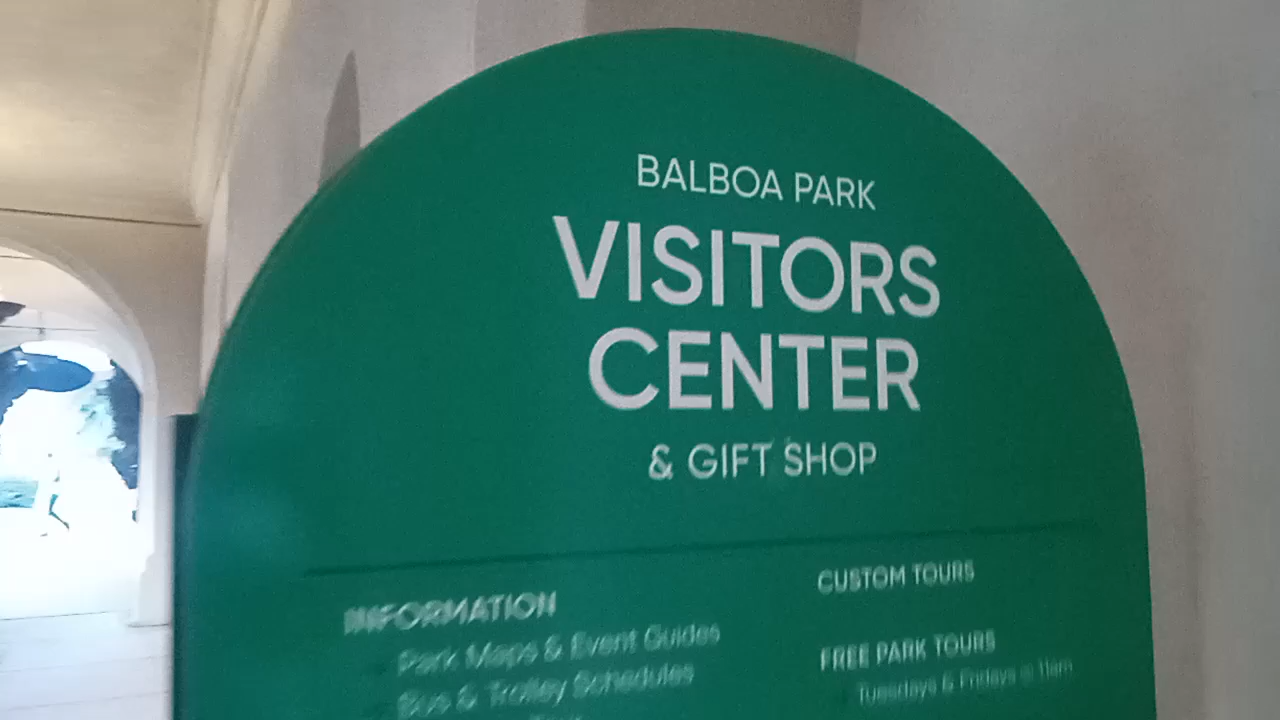 BALBOA PARK
VISITORS
CENTER
& GIFT SHOP
INFORMATION
Park Maps & Event Guides
Bus & Trolley Schedules
CUSTOM TOURS
FREE PARK TOURS
Tuesdays & Fridays @ 11am